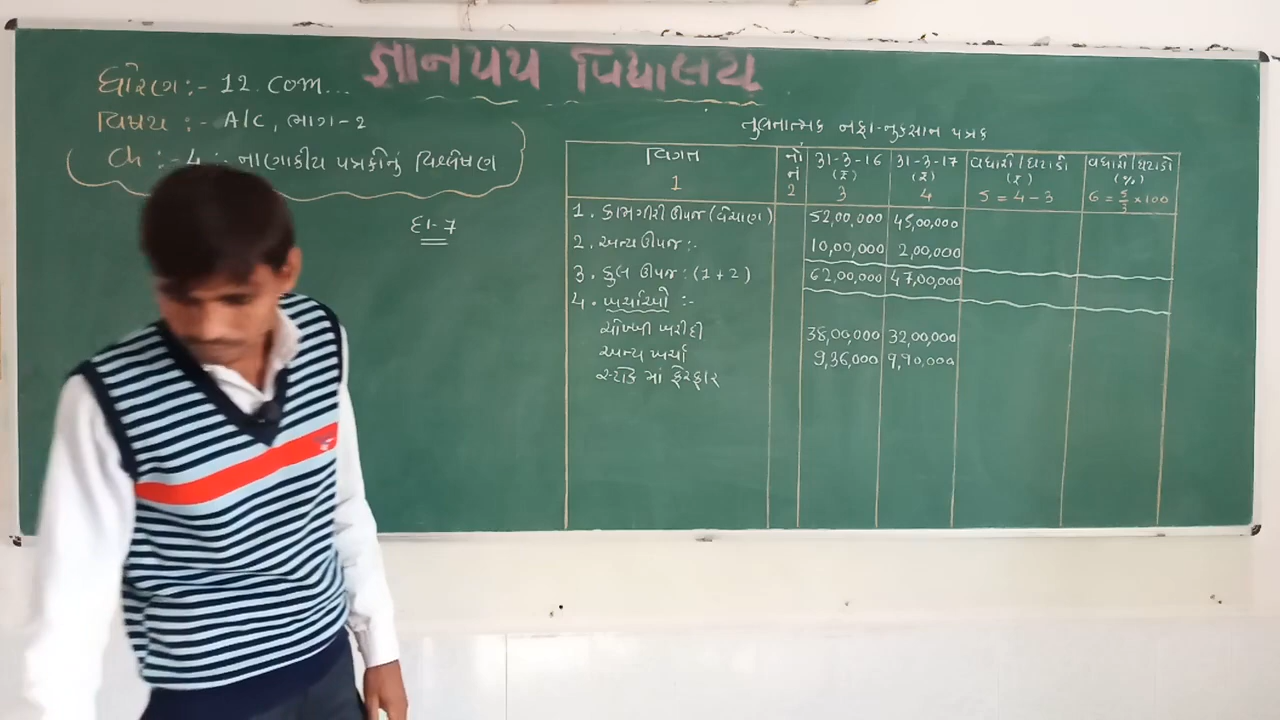 જ્ઞાનપથ વિદ્યાલય
ધોરણ :- 12. com...
વિષય :- A/C, ભાગ-2
Ch :- 4 : નાણાકીય પત્રકોનું વિશ્લેષણ
દા-7
તુલનાત્મક નફા-નુકસાન પત્રક
વિગત નોં નં 31-3-16 (₹) 31-3-17 (₹) વધારો/ઘટાડો (₹) વધારો/ઘટાડો (%)
1 2 3 4 5 = 4 - 3 6 = 5/3 × 100
1. કામગીરી ઊપજ (વેચાણ) 52,00,000 45,00,000
2. અન્ય ઊપજ :- 10,00,000 2,00,000
3. કુલ ઊપજ : (1 + 2) 62,00,000 47,00,000
4. ખર્ચાઓ :-
ચોખ્ખી ખરીદી 38,00,000 32,00,000
અન્ય ખર્ચા 9,36,000 9,90,000
સ્ટૉક માં ફેરફાર